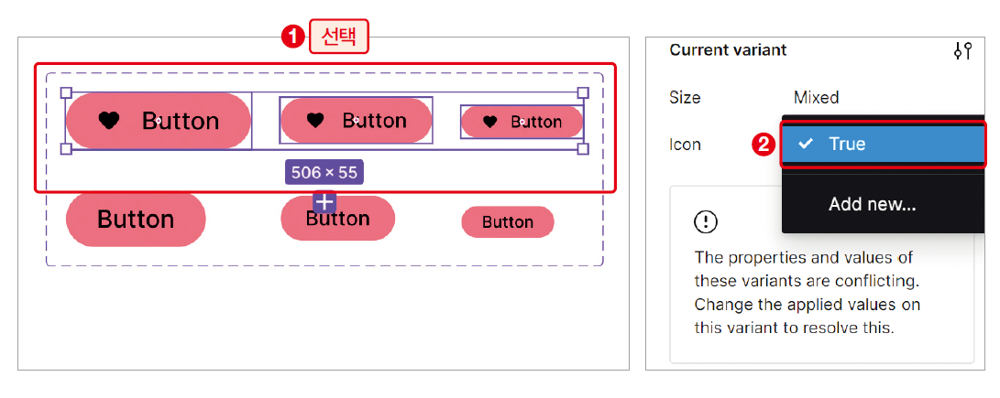 1 선택
Button
Button
Button
506 × 55
Button
Button
Button
Current variant
Size Mixed
Icon
2 True
Add new...
The properties and values of
these variants are conflicting.
Change the applied values on
this variant to resolve this.